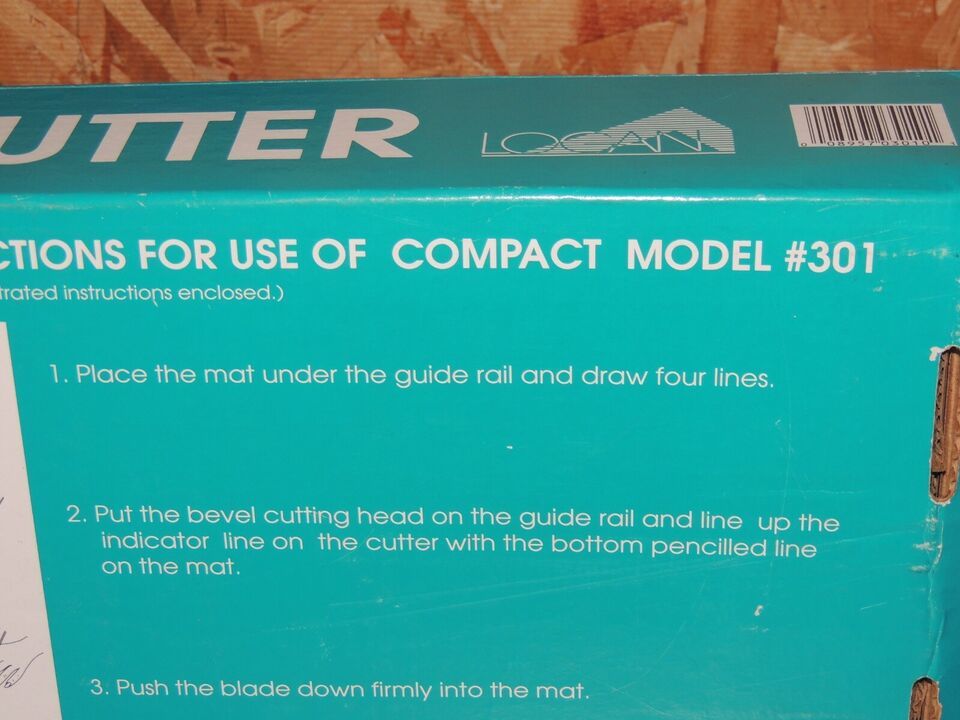 UTTER
LOGAN
0 08957 03010
CTIONS FOR USE OF COMPACT MODEL #301
trated instructions enclosed.)
1. Place the mat under the guide rail and draw four lines.
2. Put the bevel cutting head on the guide rail and line up the
indicator line on the cutter with the bottom pencilled line
on the mat.
3. Push the blade down firmly into the mat.